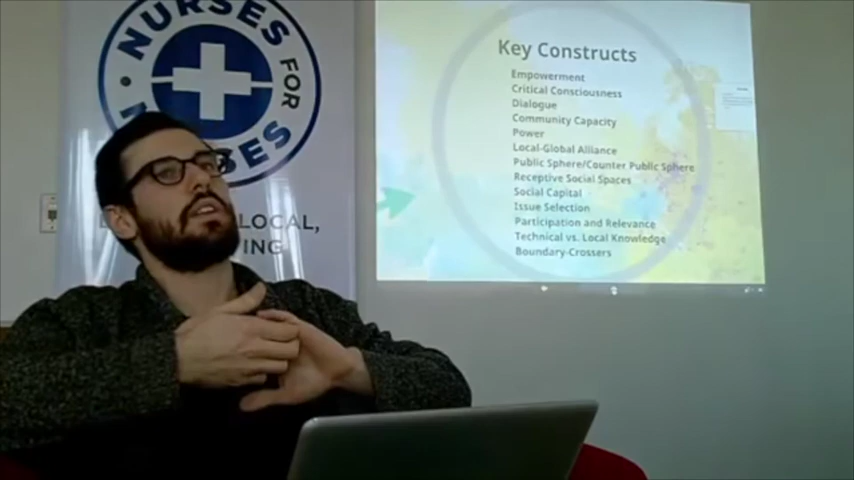 NURSES FOR NURSES
LOCAL,
ING
Key Constructs
Empowerment
Critical Consciousness
Dialogue
Community Capacity
Power
Local-Global Alliance
Public Sphere/Counter Public Sphere
Receptive Social Spaces
Social Capital
Issue Selection
Participation and Relevance
Technical vs. Local Knowledge
Boundary-Crossers